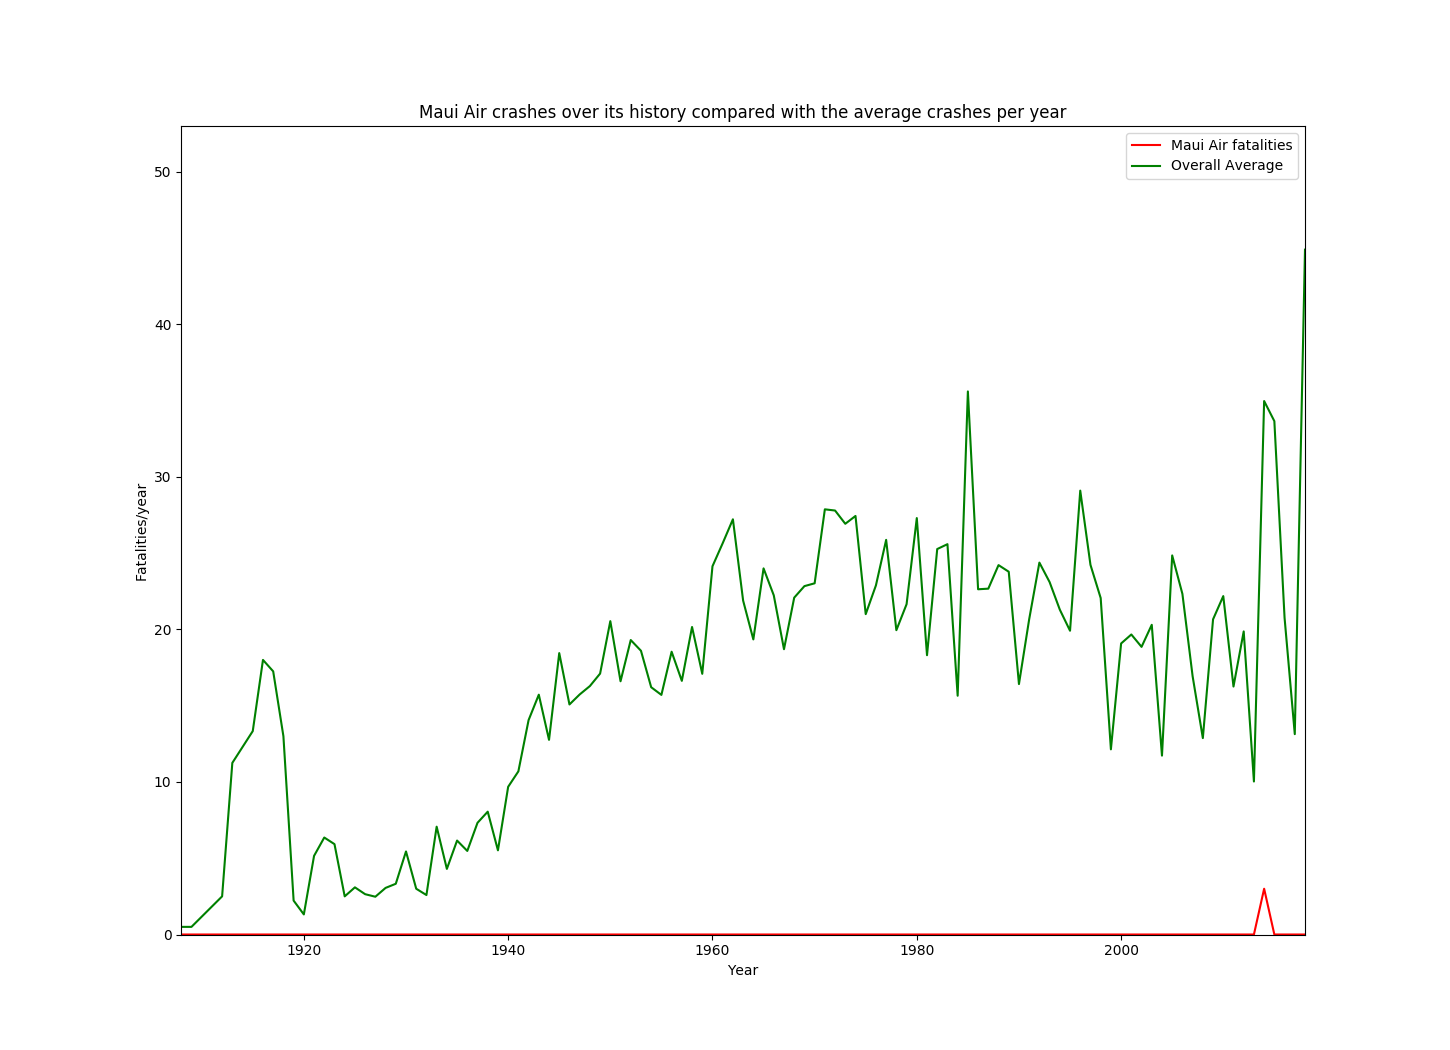 Maui Air crashes over its history compared with the average crashes per year
Maui Air fatalities
Overall Average
50
40
30
20
10
0
Fatalities/year
1920 1940 1960 1980 2000
Year